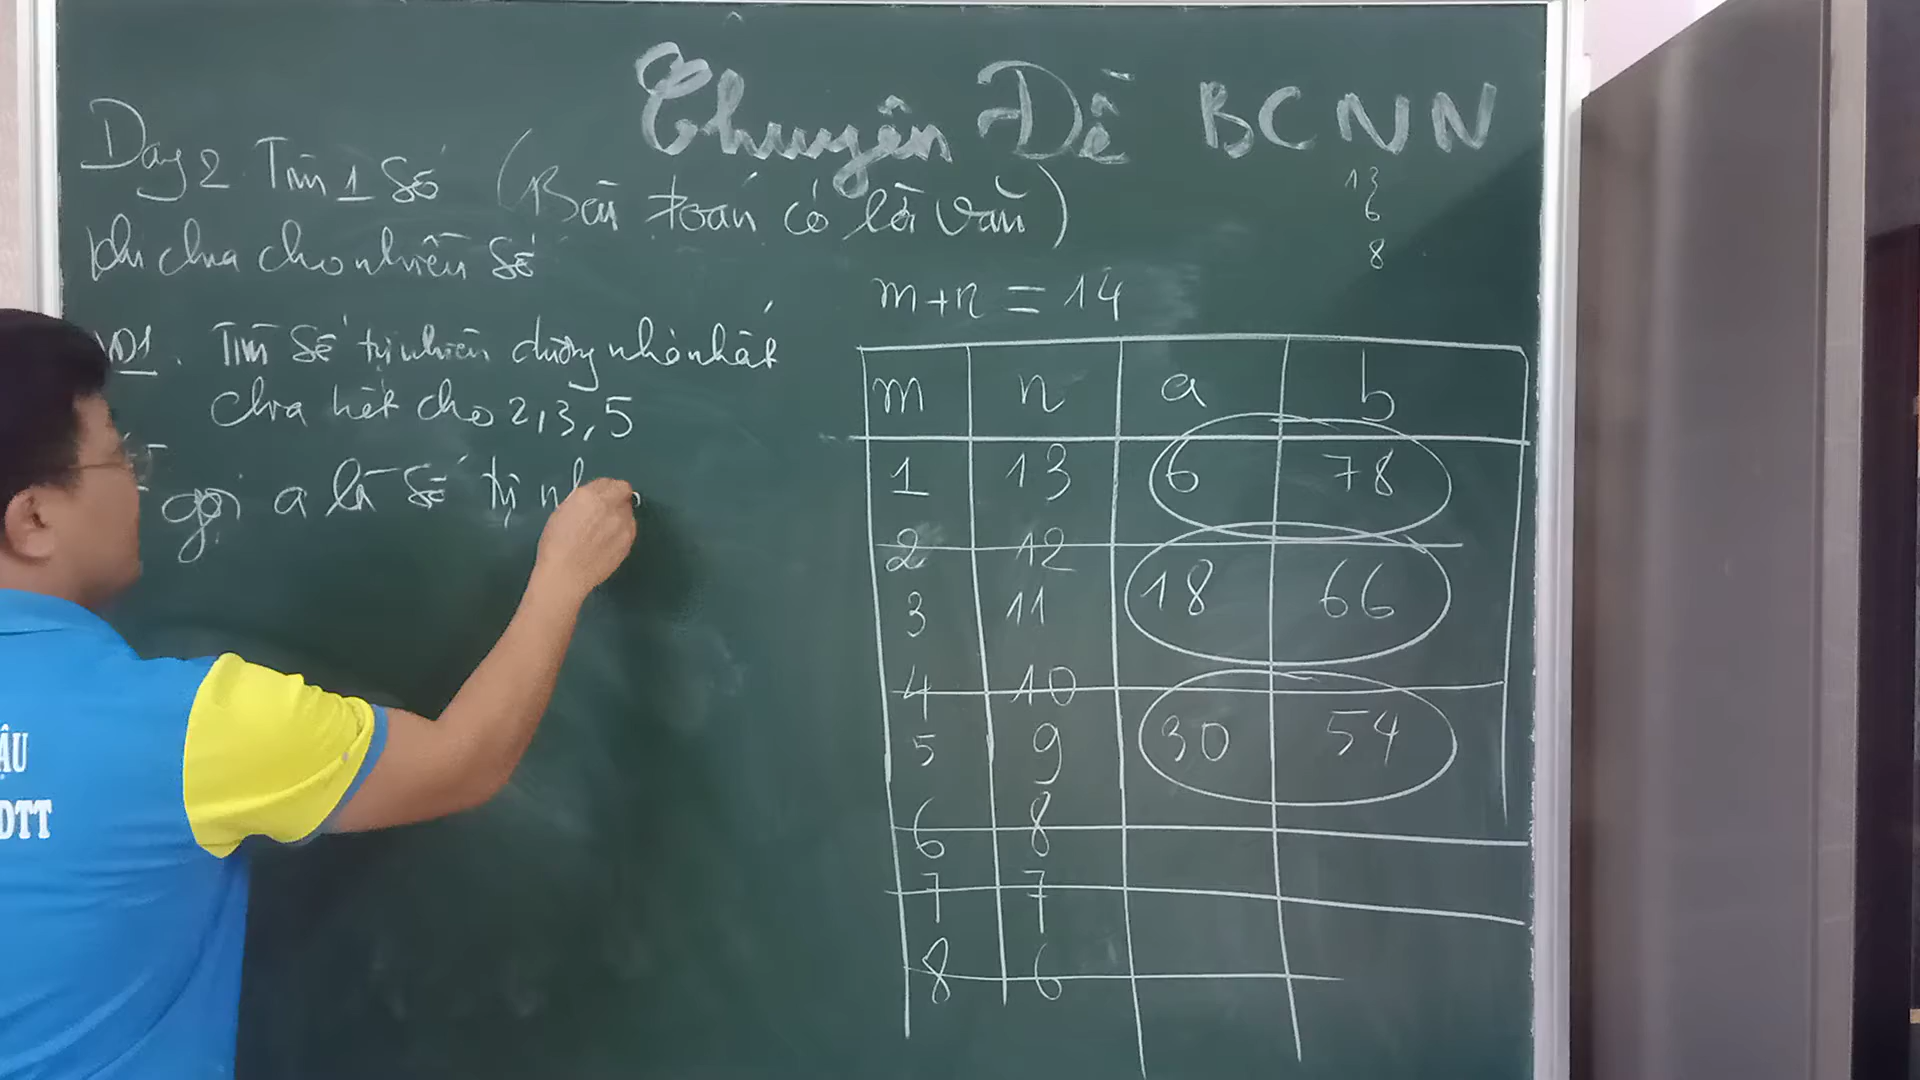 Chuyên Đề BCNN
Dạng 2 Tìm 1 Số (Bài toán có lời văn)
khi chia cho nhiều số
VD1. Tìm số tự nhiên dương nhỏ nhất
chia hết cho 2, 3, 5
gọi a là số tự
13
6
8
m+n = 14
m n a b
1 13 6 78
2 12
3 11 18 66
4 10
5 9 30 54
6 8
7 7
8 6
ẬU
ĐTT